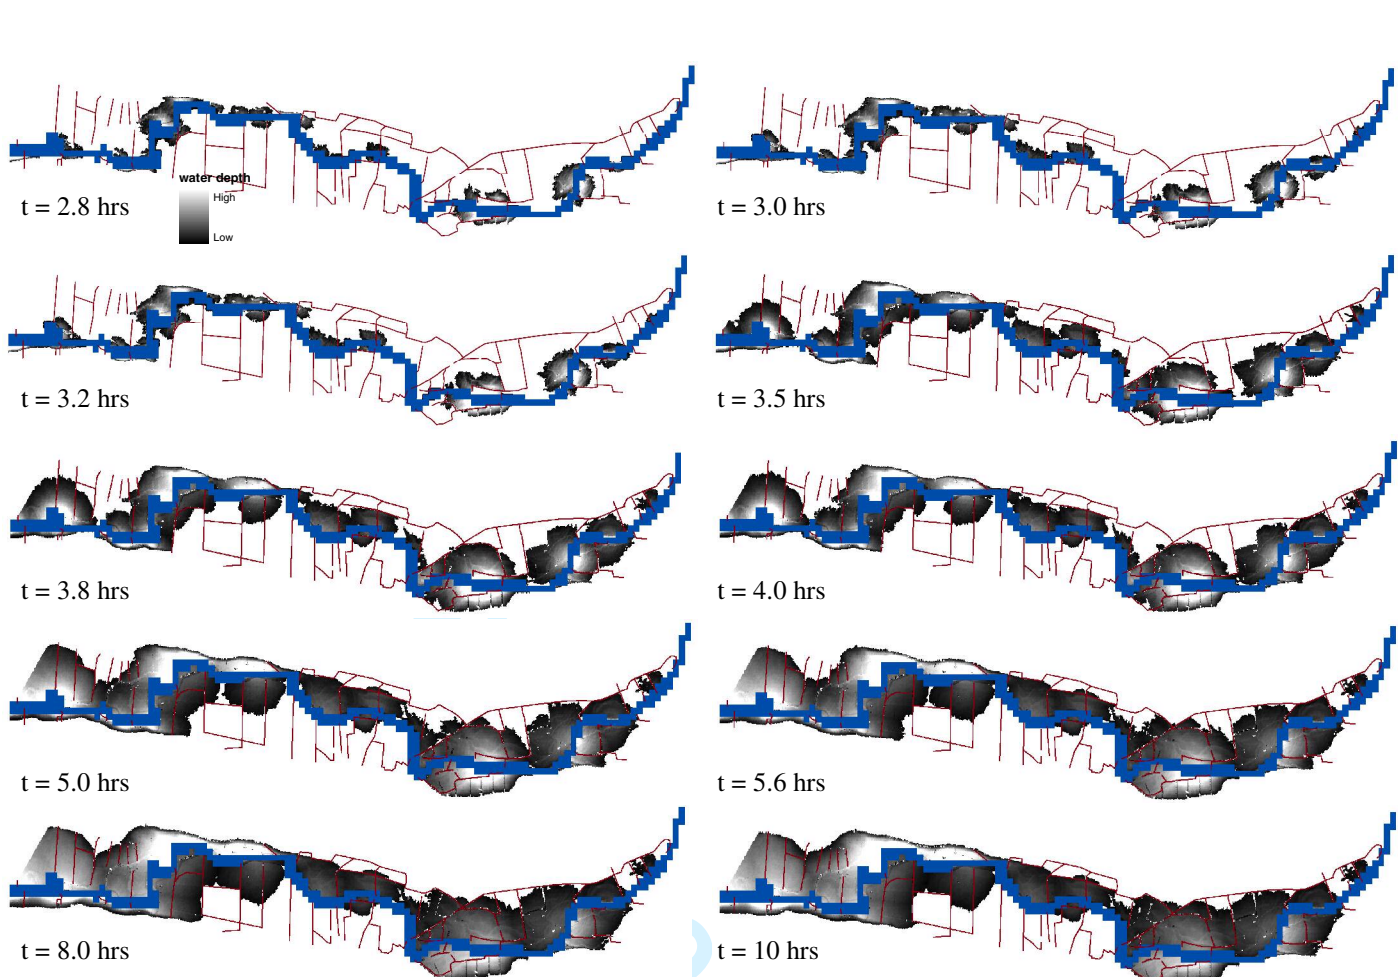 water depth
High
Low
t = 2.8 hrs
t = 3.0 hrs
t = 3.2 hrs
t = 3.5 hrs
t = 3.8 hrs
t = 4.0 hrs
t = 5.0 hrs
t = 5.6 hrs
t = 8.0 hrs
t = 10 hrs